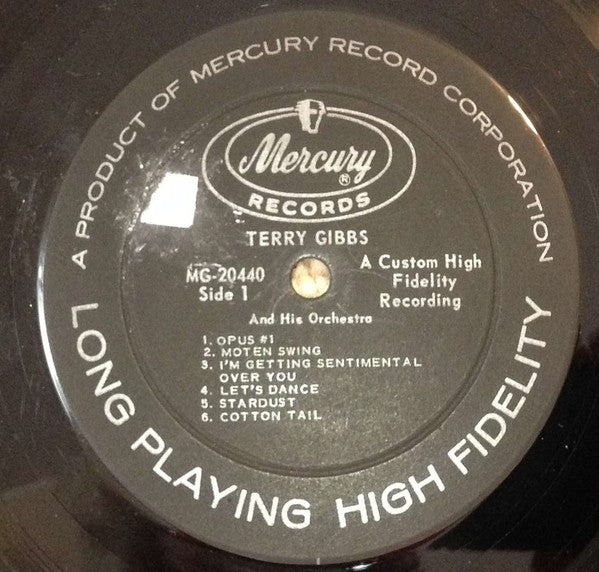 A PRODUCT OF MERCURY RECORD CORPORATION
Mercury ®
RECORDS
TERRY GIBBS
MG-20440
Side 1
A Custom High
Fidelity
Recording
And His Orchestra
1. OPUS #1
2. MOTEN SWING
3. I'M GETTING SENTIMENTAL
OVER YOU
4. LET'S DANCE
5. STARDUST
6. COTTON TAIL
LONG PLAYING HIGH FIDELITY